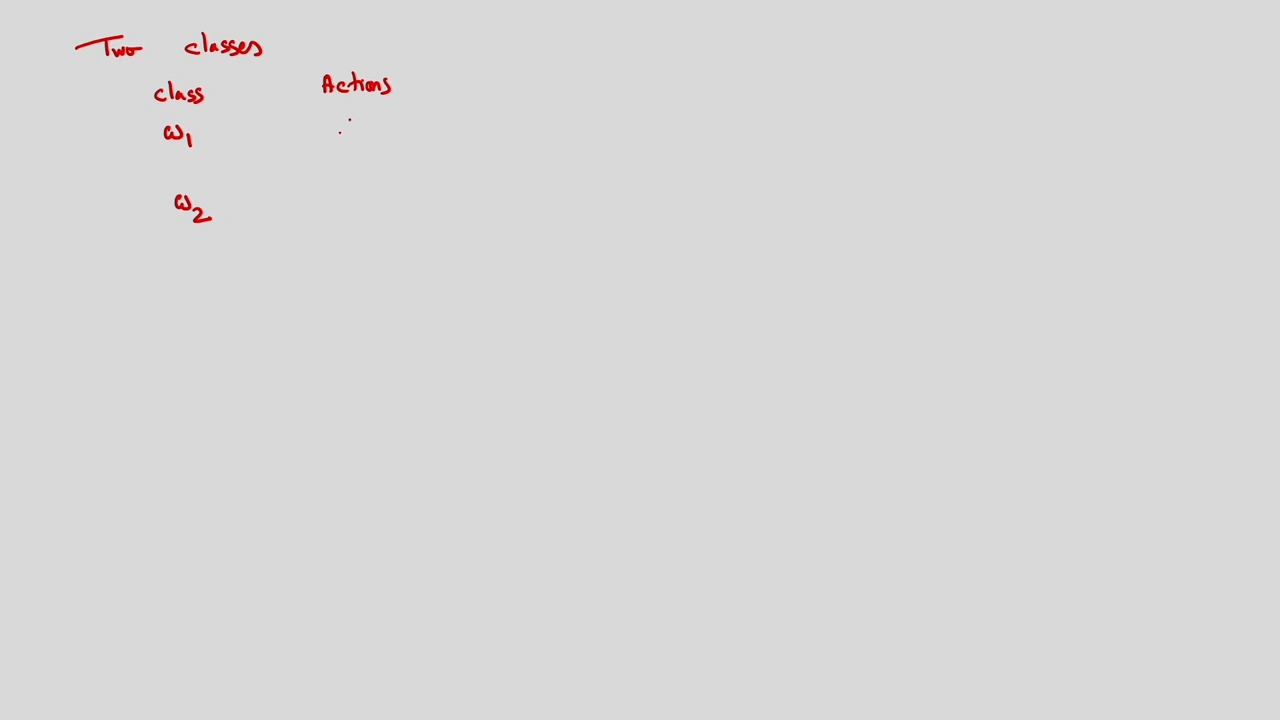 Two classes
class Actions
ω1
ω2